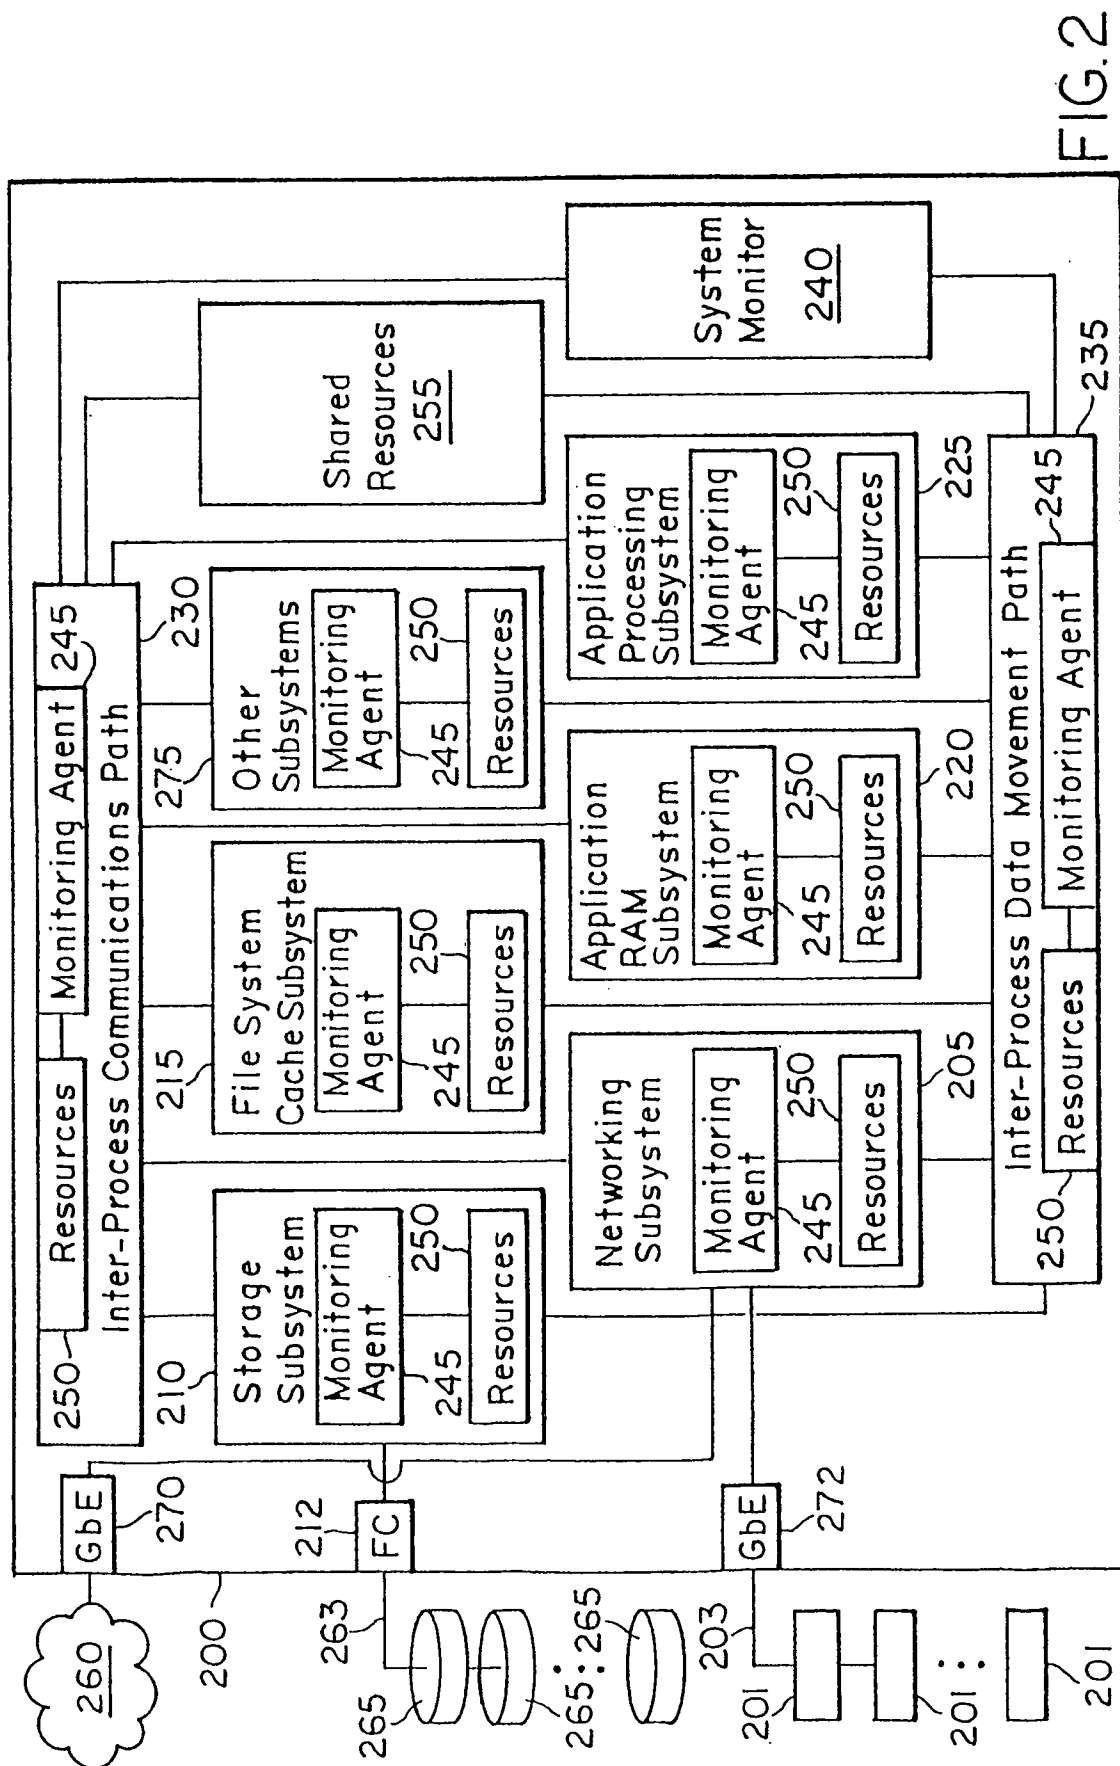 260
200
GbE
270
FC
212
263
265
265
265
GbE
272
203
201
201
201
250
Resources
Monitoring Agent
245
Inter-Process Communications Path
230
210
Storage
Subsystem
Monitoring
Agent
245
250
Resources
215
File System
Cache Subsystem
Monitoring
Agent
245
250
Resources
275
Other
Subsystems
Monitoring
Agent
245
250
Resources
Shared
Resources
255
Networking
Subsystem
Monitoring
Agent
245
250
Resources
205
Application
RAM
Subsystem
Monitoring
Agent
245
250
Resources
220
Application
Processing
Subsystem
Monitoring
Agent
245
250
Resources
225
System
Monitor
240
Inter-Process Data Movement Path
235
250
Resources
Monitoring Agent
245
FIG.2